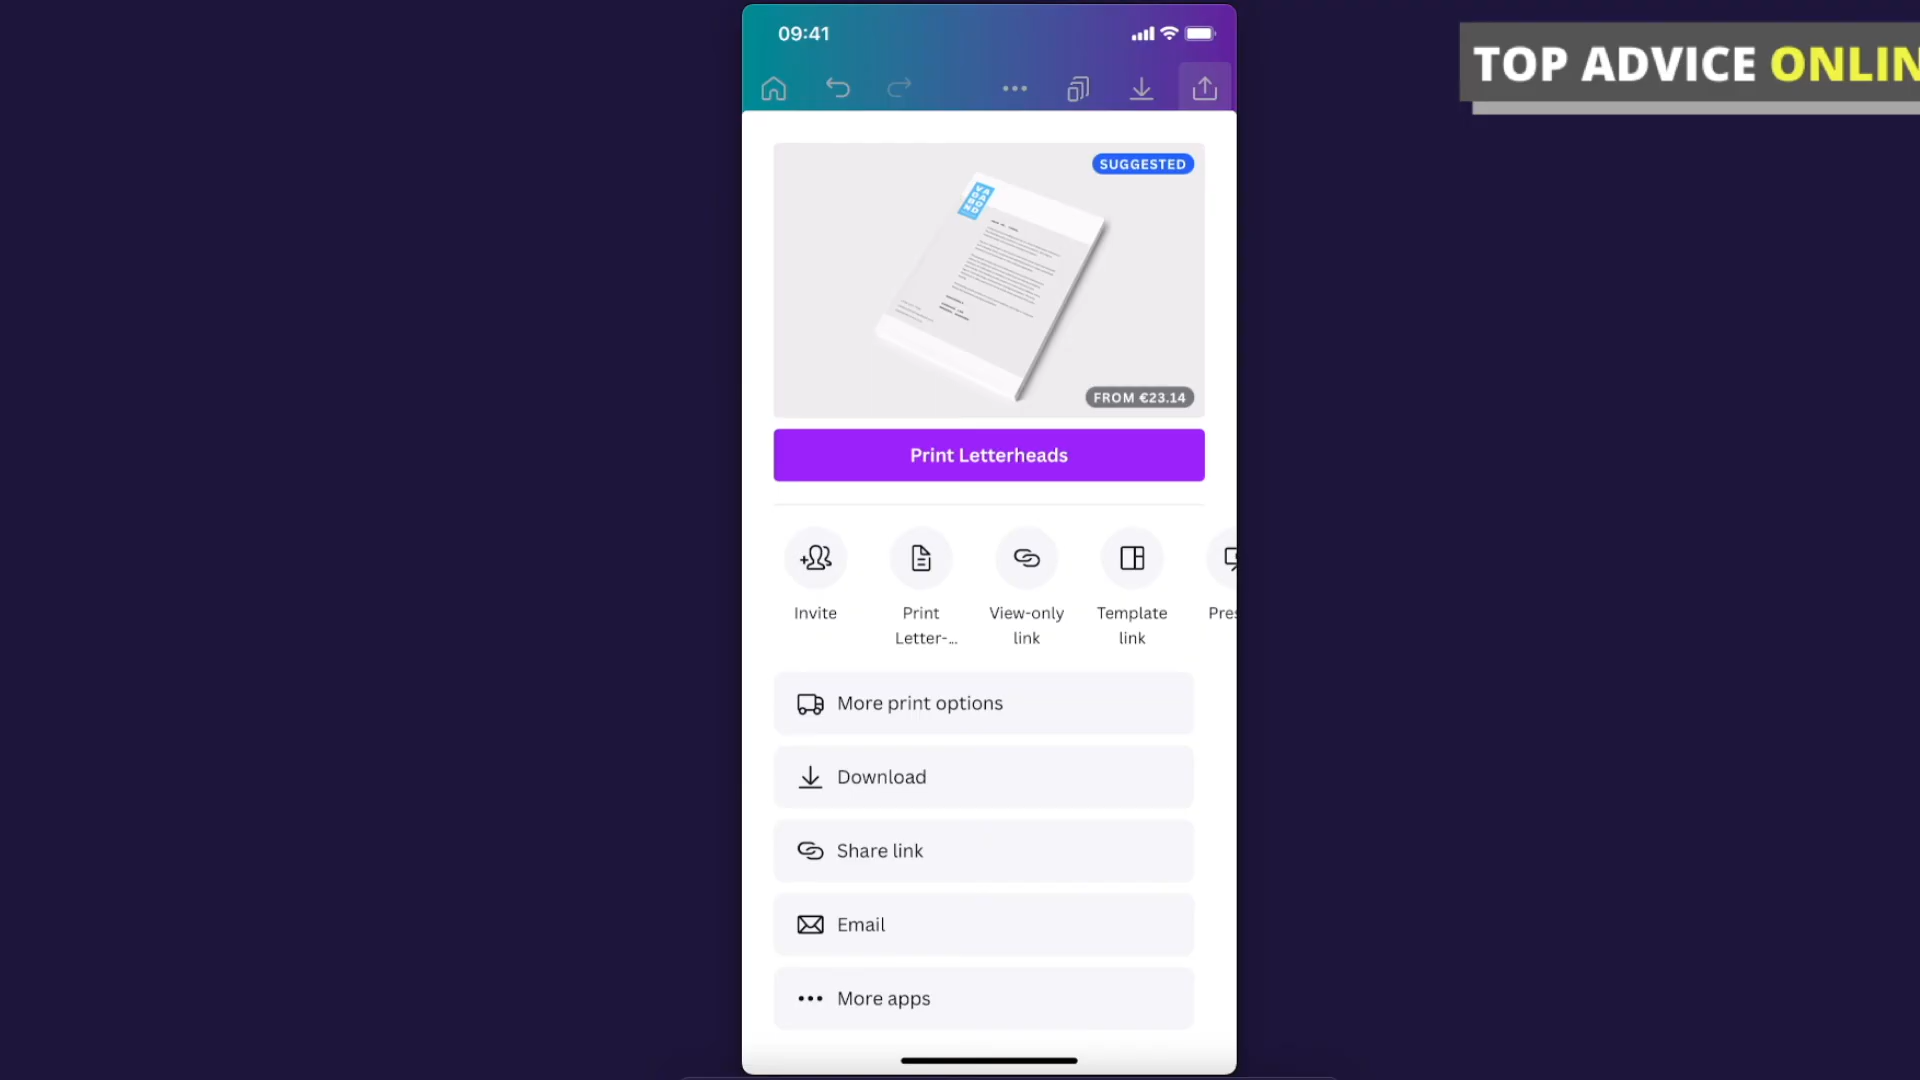 09:41
TOP ADVICE ONLIN
SUGGESTED
FROM €23.14
Print Letterheads
Invite
Print
Letter-...
View-only
link
Template
link
Pres
More print options
Download
Share link
Email
More apps